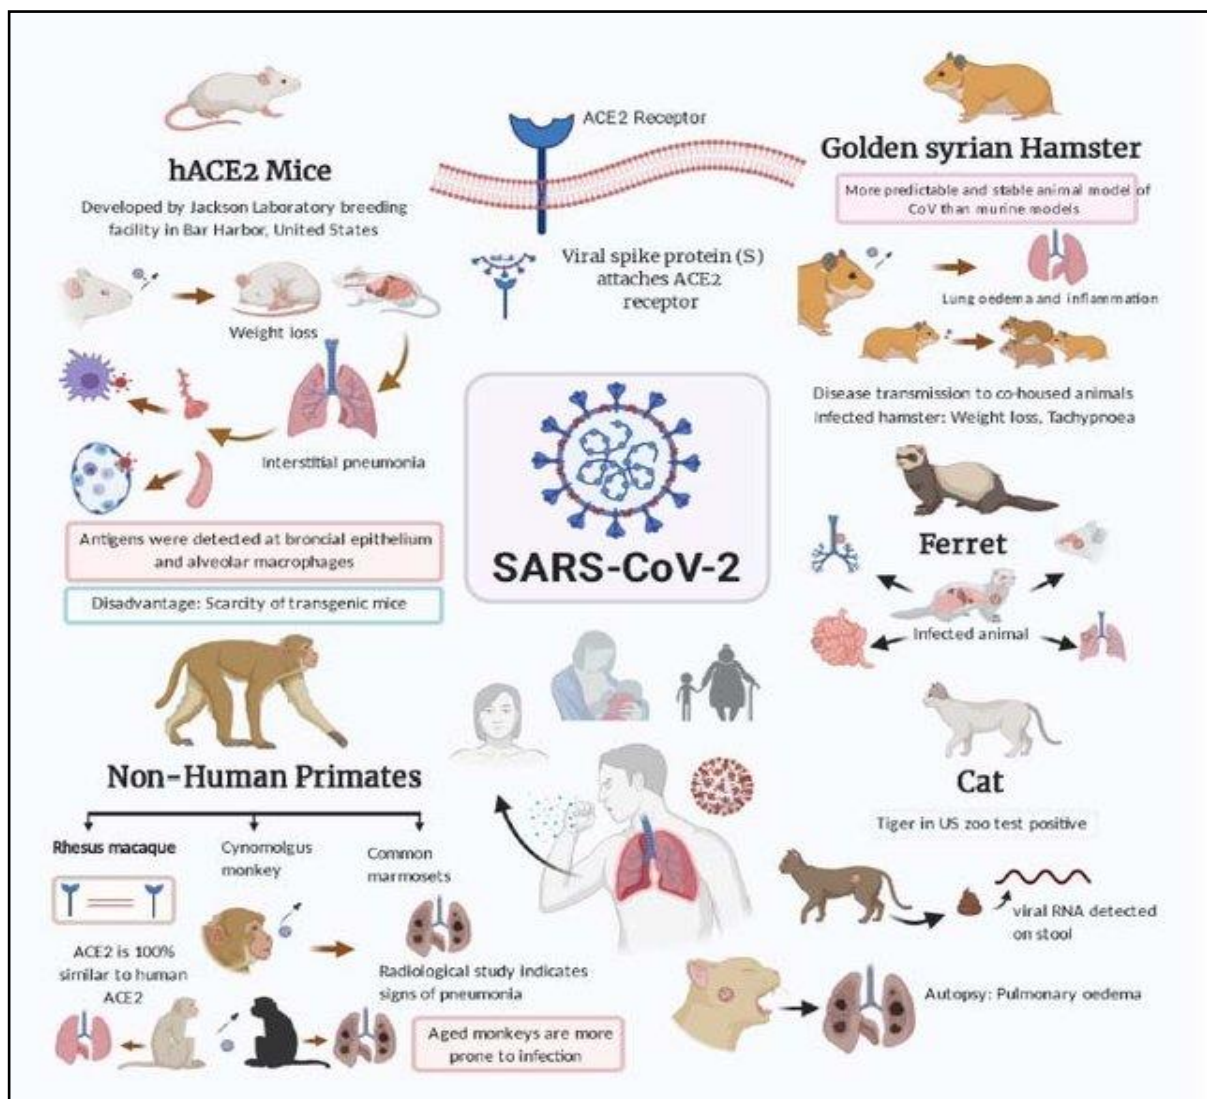 hACE2 Mice
Developed by Jackson Laboratory breeding
facility in Bar Harbor, United States
Weight loss
Interstitial pneumonia
Antigens were detected at broncial epithelium
and alveolar macrophages
Disadvantage: Scarcity of transgenic mice
ACE2 Receptor
Viral spike protein (S)
attaches ACE2
receptor
SARS-CoV-2
Golden syrian Hamster
More predictable and stable animal model of
CoV than murine models
Lung oedema and inflammation
Disease transmission to co-housed animals
Infected hamster: Weight loss, Tachypnoea
Ferret
Infected animal
Cat
Tiger in US zoo test positive
viral RNA detected
on stool
Autopsy: Pulmonary oedema
Non-Human Primates
Rhesus macaque
Cynomolgus
monkey
Common
marmosets
ACE2 is 100%
similar to human
ACE2
Radiological study indicates
signs of pneumonia
Aged monkeys are more
prone to infection